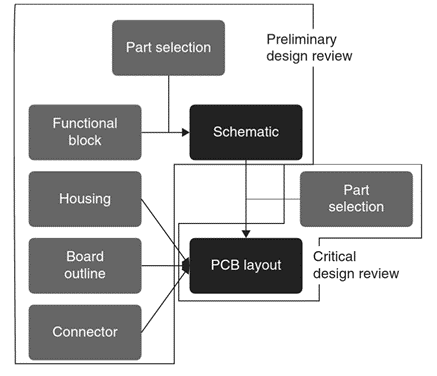 Part selection
Preliminary
design review
Functional
block
Schematic
Housing
Part
selection
Board
outline
PCB layout
Critical
design review
Connector